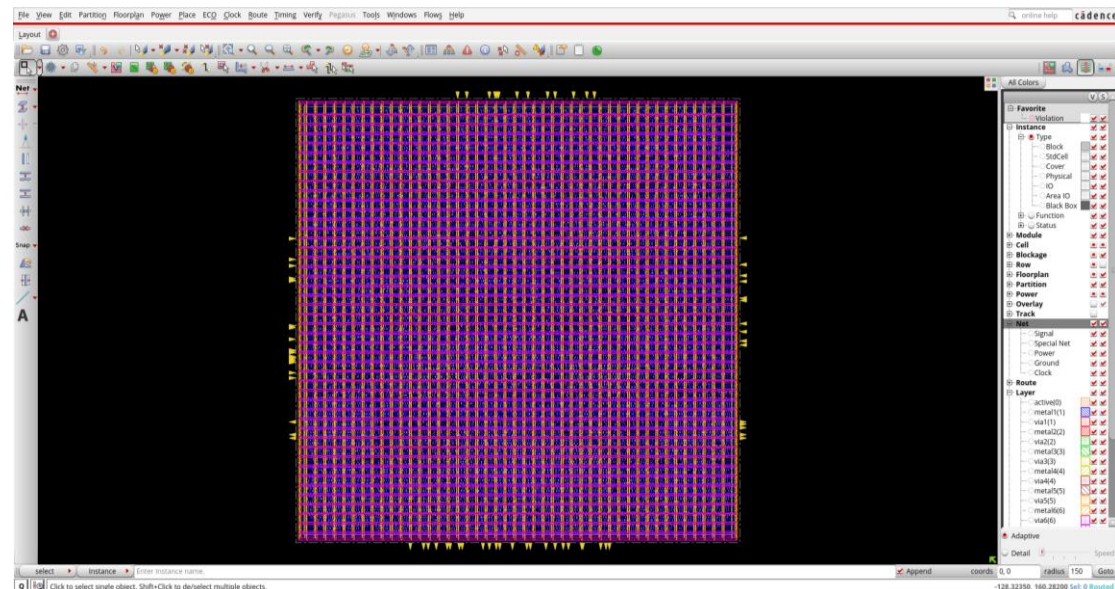 File View Edit Partition Floorplan Power Place ECO Clock Route Timing Verify Pegasus Tools Windows Flows Help
online help cādence
Layout
All Colors
Net
V S
Favorite
Violation
Instance
Type
Block
StdCell
Cover
Physical
IO
Area IO
Black Box
Function
Status
Module
Cell
Blockage
Row
Floorplan
Partition
Power
Overlay
Track
Net
Signal
Special Net
Power
Ground
Clock
Route
Layer
active(0)
metal1(1)
via1(1)
metal2(2)
via2(2)
metal3(3)
via3(3)
metal4(4)
via4(4)
metal5(5)
via5(5)
metal6(6)
via6(6)
Snap
A
Adaptive
Detail Speed
select Instance Enter Instance name. Append coords 0, 0 radius 150 Goto
Q Click to select single object. Shift+Click to de/select multiple objects. -128.32350, 160.28200 Sel: 0 Routed